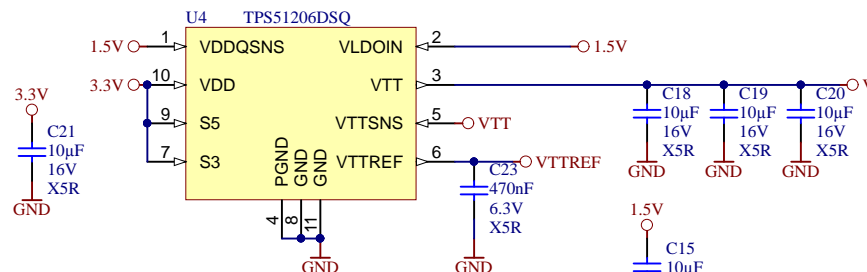 U4 TPS51206DSQ
1.5V 1 VDDQSNS VLDOIN 2 1.5V
3.3V 10 VDD VTT 3
9 S5 VTTSNS 5 VTT
7 S3 VTTREF 6 VTTREF
PGND GND GND
4 8 11
GND
3.3V
C21
10µF
16V
X5R
GND
C23
470nF
6.3V
X5R
GND
C18
10µF
16V
X5R
GND
C19
10µF
16V
X5R
GND
C20
10µF
16V
X5R
GND
1.5V
C15
10µF